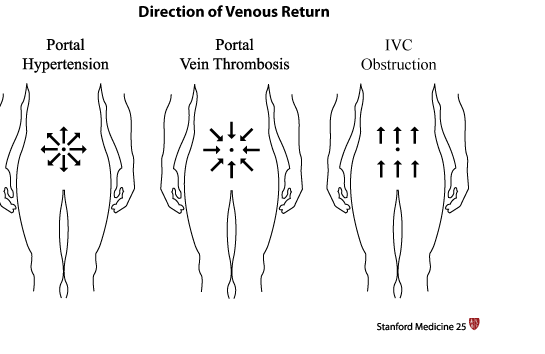 Direction of Venous Return
Portal
Hypertension
Portal
Vein Thrombosis
IVC
Obstruction
Stanford Medicine 25